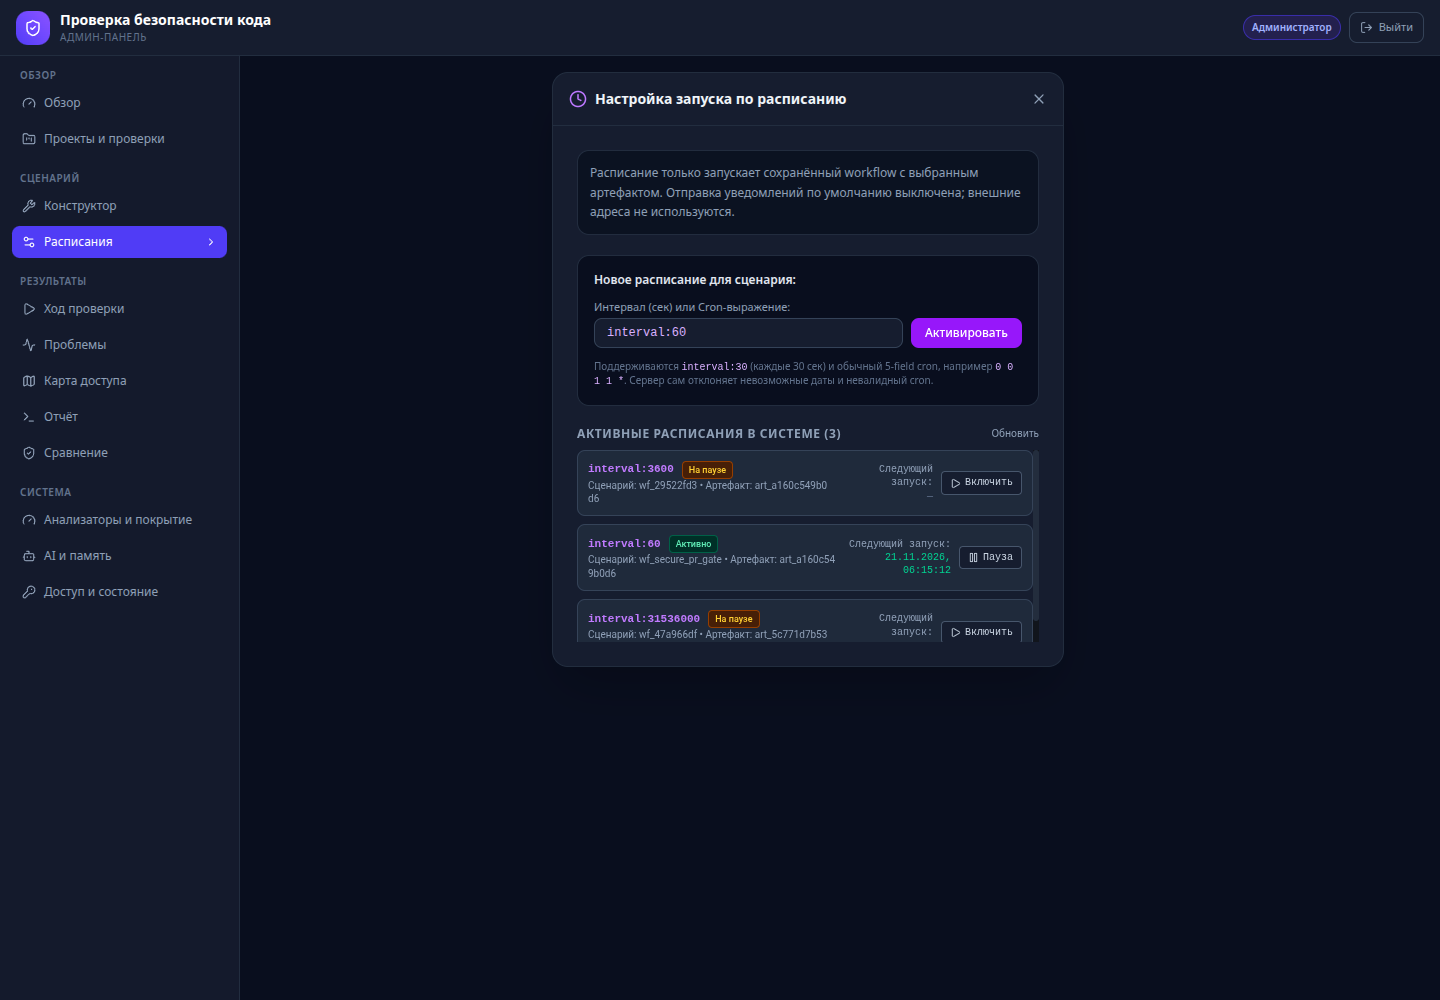 Проверка безопасности кода
АДМИН-ПАНЕЛЬ
Администратор
Выйти
ОБЗОР
Обзор
Проекты и проверки
СЦЕНАРИЙ
Конструктор
Расписания
РЕЗУЛЬТАТЫ
Ход проверки
Проблемы
Карта доступа
Отчёт
Сравнение
СИСТЕМА
Анализаторы и покрытие
AI и память
Доступ и состояние
Настройка запуска по расписанию
Расписание только запускает сохранённый workflow с выбранным
артефактом. Отправка уведомлений по умолчанию выключена; внешние
адреса не используются.
Новое расписание для сценария:
Интервал (сек) или Cron-выражение:
interval:60
Активировать
Поддерживаются interval:30 (каждые 30 сек) и обычный 5-field cron, например 0 0
1 1 *. Сервер сам отклоняет невозможные даты и невалидный cron.
АКТИВНЫЕ РАСПИСАНИЯ В СИСТЕМЕ (3)
Обновить
interval:3600 На паузе
Сценарий: wf_29522fd3 • Артефакт: art_a160c549b0
d6
Следующий
запуск:
—
Включить
interval:60 Активно
Сценарий: wf_secure_pr_gate • Артефакт: art_a160c54
9b0d6
Следующий запуск:
21.11.2026,
06:15:12
Пауза
interval:31536000 На паузе
Сценарий: wf_47a966df • Артефакт: art_5c771d7b53
Следующий
запуск:
Включить